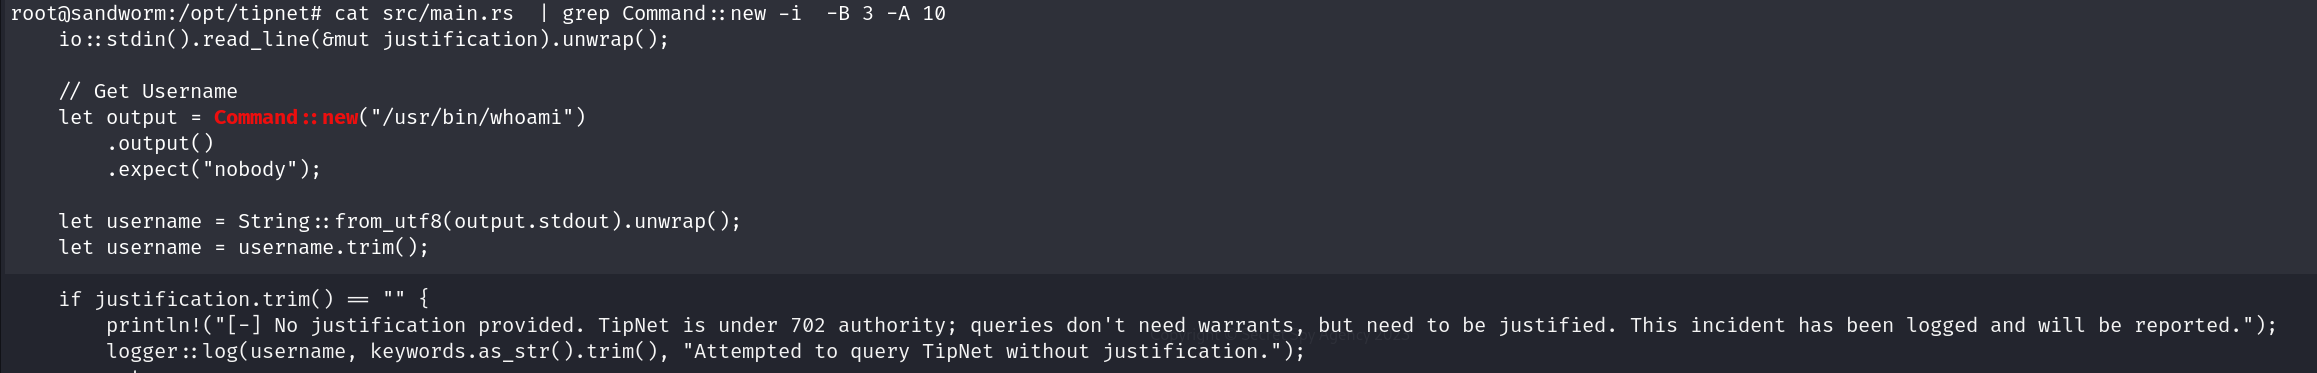 root@sandworm:/opt/tipnet# cat src/main.rs  | grep Command::new -i  -B 3 -A 10
    io::stdin().read_line(&mut justification).unwrap();

    // Get Username
    let output = Command::new("/usr/bin/whoami")
        .output()
        .expect("nobody");

    let username = String::from_utf8(output.stdout).unwrap();
    let username = username.trim();

    if justification.trim() == "" {
        println!("[-] No justification provided. TipNet is under 702 authority; queries don't need warrants, but need to be justified. This incident has been logged and will be reported.");
        logger::log(username, keywords.as_str().trim(), "Attempted to query TipNet without justification.");